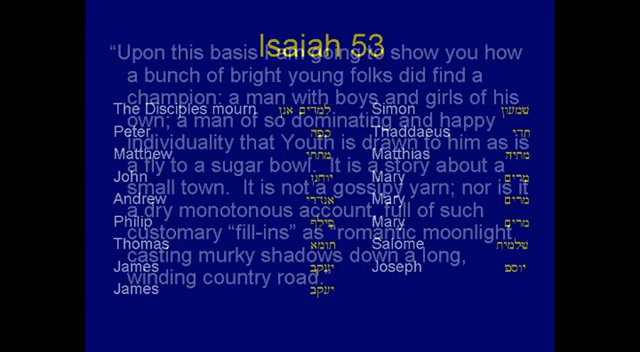 Isaiah 53
“Upon this basis I am going to show you how
a bunch of bright young folks did find a
champion; a man with boys and girls of his
own; a man of so dominating and happy
individuality that Youth is drawn to him as is
a fly to a sugar bowl. It is a story about a
small town. It is not a gossipy yarn; nor is it
a dry monotonous account, full of such
customary “fill-ins” as “romantic moonlight
casting murky shadows down a long,
winding country road.”
The Disciples mourn למדים אנן Simon שמעון
Peter כפה Thaddaeus תדי
Matthew מתתי Matthias מתיה
John יוחנן Mary מרים
Andrew אנדרי Mary מרים
Philip פילפ Mary מרים
Thomas תומא Salome שלמית
James יעקב Joseph יוספ
James יעקב